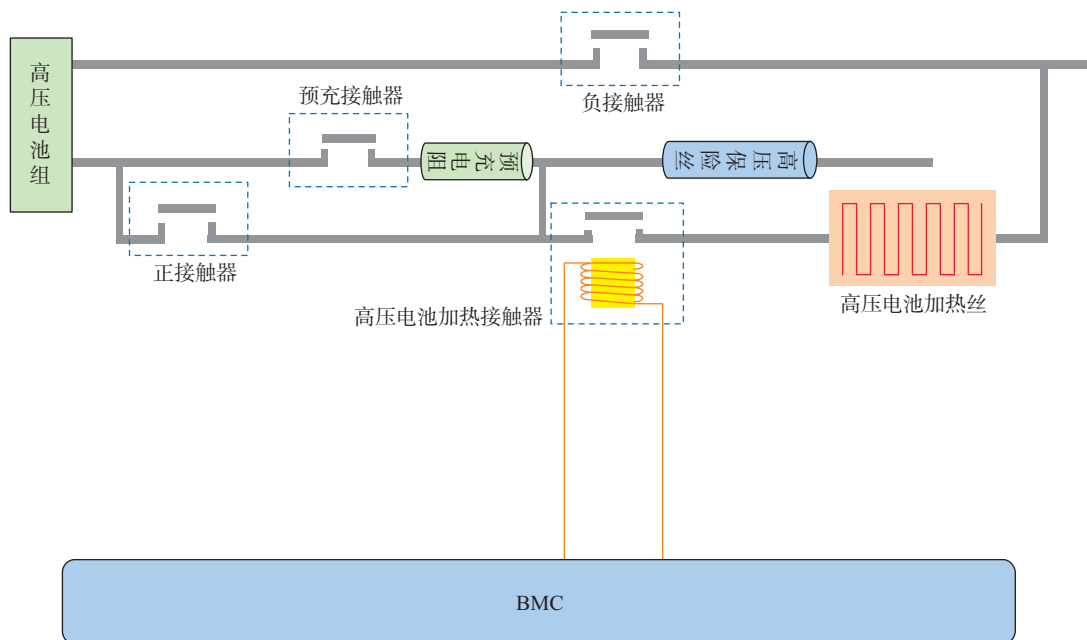 高压电池组
负接触器
预充接触器
预充电阻
高压保险丝
正接触器
高压电池加热接触器
高压电池加热丝
BMC